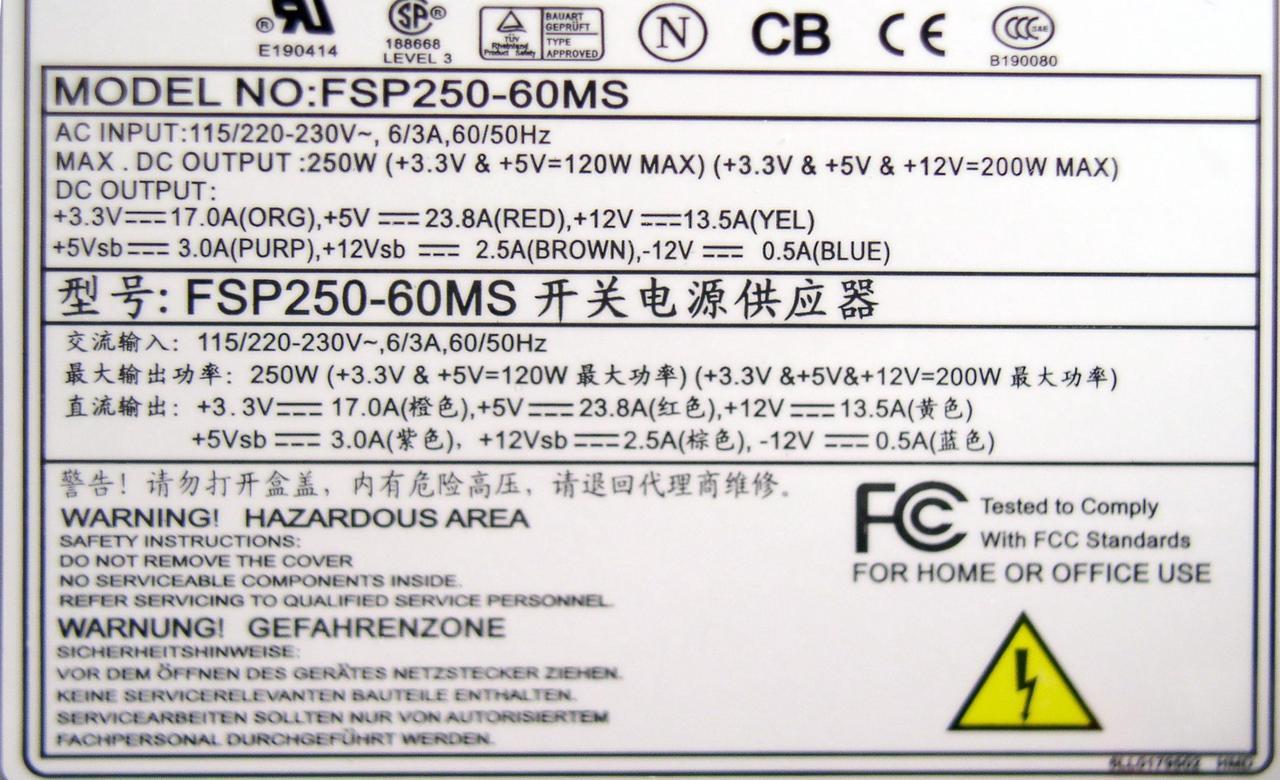 E190414
SP ®
188668
LEVEL 3
TÜV
Rheinland
Product Safety
BAUART
GEPRÜFT
TYPE
APPROVED
N
CB
CE
CCC S&E
B190080
MODEL NO:FSP250-60MS
AC INPUT:115/220-230V~, 6/3A,60/50Hz
MAX . DC OUTPUT :250W (+3.3V & +5V=120W MAX) (+3.3V & +5V & +12V=200W MAX)
DC OUTPUT:
+3.3V⎓17.0A(ORG),+5V ⎓ 23.8A(RED),+12V ⎓13.5A(YEL)
+5Vsb⎓ 3.0A(PURP),+12Vsb ⎓ 2.5A(BROWN),-12V ⎓ 0.5A(BLUE)
型号: FSP250-60MS 开关电源供应器
交流输入: 115/220-230V~,6/3A,60/50Hz
最大输出功率: 250W (+3.3V & +5V=120W 最大功率) (+3.3V &+5V&+12V=200W 最大功率)
直流输出: +3.3V⎓ 17.0A(橙色),+5V⎓23.8A(红色),+12V⎓13.5A(黄色)
+5Vsb ⎓ 3.0A(紫色), +12Vsb⎓2.5A(棕色), -12V ⎓0.5A(蓝色)
警告! 请勿打开盒盖, 内有危险高压, 请退回代理商维修。
WARNING! HAZARDOUS AREA
SAFETY INSTRUCTIONS:
DO NOT REMOVE THE COVER
NO SERVICEABLE COMPONENTS INSIDE.
REFER SERVICING TO QUALIFIED SERVICE PERSONNEL.
WARNUNG! GEFAHRENZONE
SICHERHEITSHINWEISE:
VOR DEM ÖFFNEN DES GERÄTES NETZSTECKER ZIEHEN.
KEINE SERVICERELEVANTEN BAUTEILE ENTHALTEN.
SERVICEARBEITEN SOLLTEN NUR VON AUTORISIERTEM
FACHPERSONAL DURCHGEFÜHRT WERDEN.
FC Tested to Comply
With FCC Standards
FOR HOME OR OFFICE USE